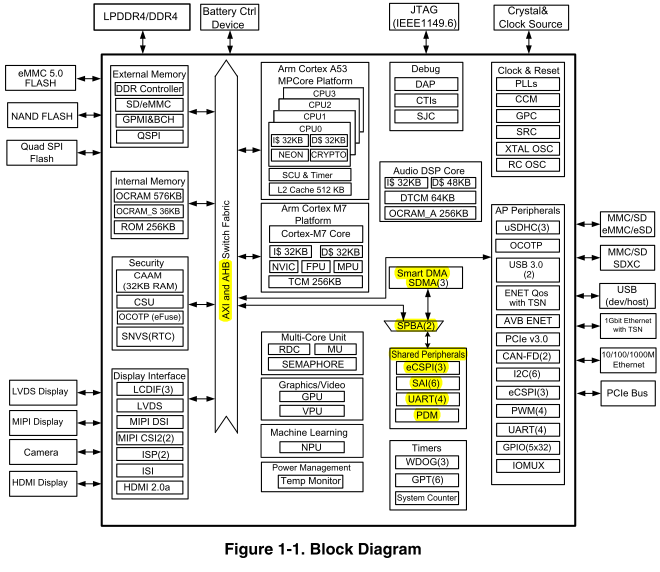 LPDDR4/DDR4
Battery Ctrl
Device
JTAG
(IEEE1149.6)
Crystal&
Clock Source
eMMC 5.0
FLASH
NAND FLASH
Quad SPI
Flash
External Memory
DDR Controller
SD/eMMC
GPMI&BCH
QSPI
Internal Memory
OCRAM 576KB
OCRAM_S 36KB
ROM 256KB
Security
CAAM
(32KB RAM)
CSU
OCOTP (eFuse)
SNVS(RTC)
Display Interface
LCDIF(3)
LVDS
MIPI DSI
MIPI CSI2(2)
ISP(2)
ISI
HDMI 2.0a
LVDS Display
MIPI Display
Camera
HDMI Display
AXI and AHB Switch Fabric
Arm Cortex A53
MPCore Platform
CPU3
CPU2
CPU1
CPU0
I$ 32KB D$ 32KB
NEON CRYPTO
SCU & Timer
L2 Cache 512 KB
Arm Cortex M7
Platform
Cortex-M7 Core
I$ 32KB D$ 32KB
NVIC FPU MPU
TCM 256KB
Multi-Core Unit
RDC MU
SEMAPHORE
Graphics/Video
GPU
VPU
Machine Learning
NPU
Power Management
Temp Monitor
Debug
DAP
CTIs
SJC
Audio DSP Core
I$ 32KB D$ 48KB
DTCM 64KB
OCRAM_A 256KB
Smart DMA
SDMA(3)
SPBA(2)
Shared Peripherals
eCSPI(3)
SAI(6)
UART(4)
PDM
Timers
WDOG(3)
GPT(6)
System Counter
Clock & Reset
PLLs
CCM
GPC
SRC
XTAL OSC
RC OSC
AP Peripherals
uSDHC(3)
OCOTP
USB 3.0
(2)
ENET Qos
with TSN
AVB ENET
PCIe v3.0
CAN-FD(2)
I2C(6)
eCSPI(3)
PWM(4)
UART(4)
GPIO(5x32)
IOMUX
MMC/SD
eMMC/eSD
MMC/SD
SDXC
USB
(dev/host)
1Gbit Ethernet
with TSN
10/100/1000M
Ethernet
PCIe Bus
Figure 1-1. Block Diagram